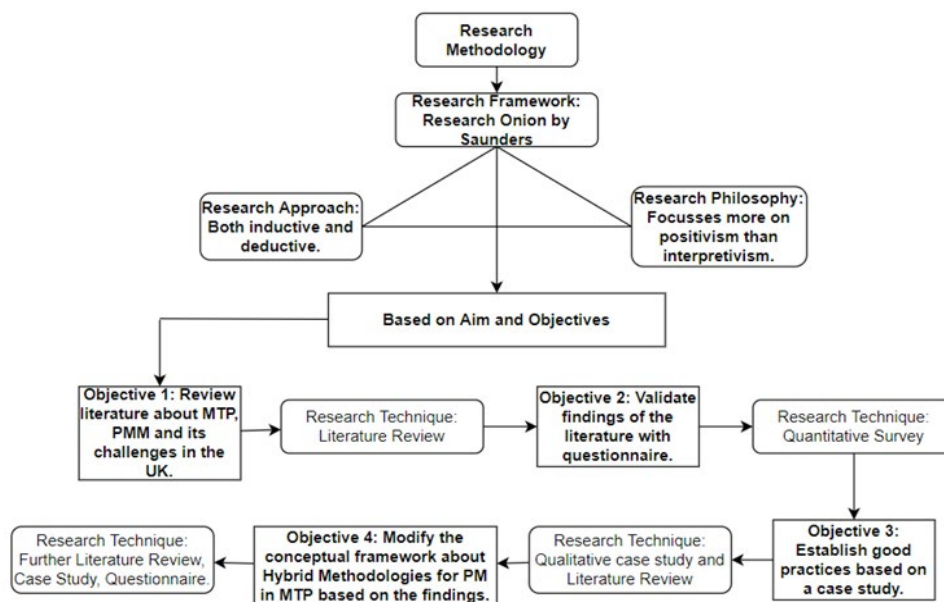 Research
Methodology
Research Framework:
Research Onion by
Saunders
Research Approach:
Both inductive and
deductive.
Research Philosophy:
Focusses more on
positivism than
interpretivism.
Based on Aim and Objectives
Objective 1: Review
literature about MTP,
PMM and its
challenges in the
UK.
Research Technique:
Literature Review
Objective 2: Validate
findings of the
literature with
questionnaire.
Research Technique:
Quantitative Survey
Objective 3:
Establish good
practices based on
a case study.
Research Technique:
Qualitative case study
and Literature Review
Objective 4: Modify the
conceptual framework about
Hybrid Methodologies for PM
in MTP based on the findings.
Research Technique:
Further Literature Review,
Case Study, Questionnaire.